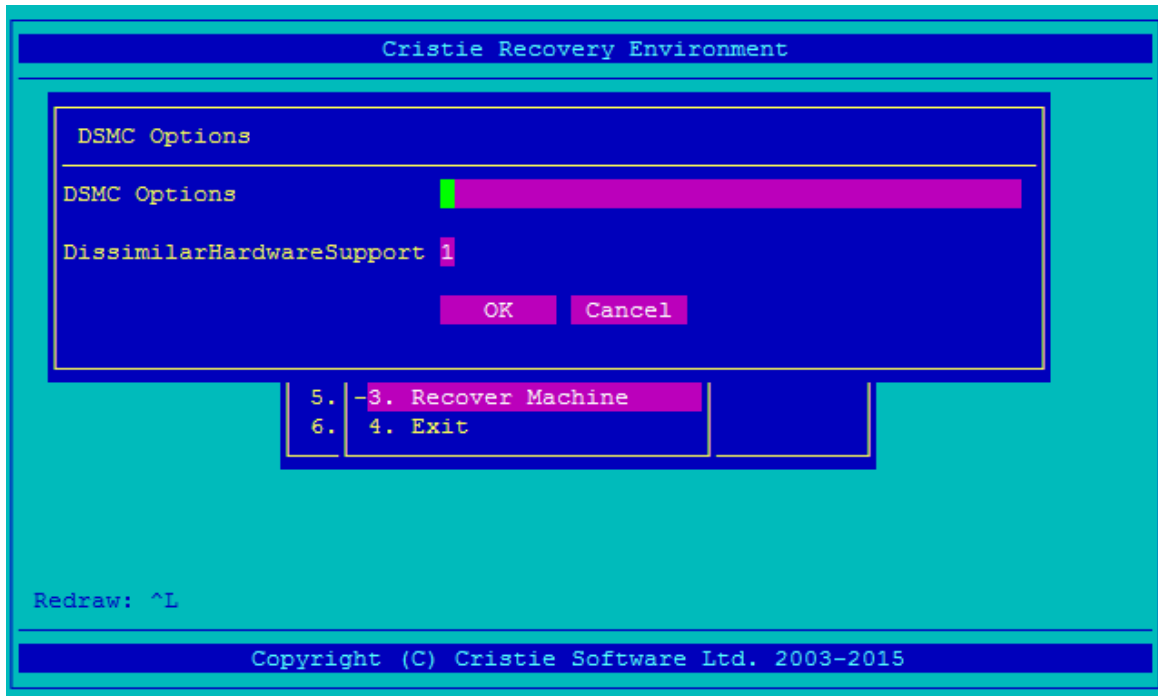 Cristie Recovery Environment
DSMC Options
DSMC Options
DissimilarHardwareSupport 1
OK Cancel
5. -3. Recover Machine
6. 4. Exit
Redraw: ^L
Copyright (C) Cristie Software Ltd. 2003-2015